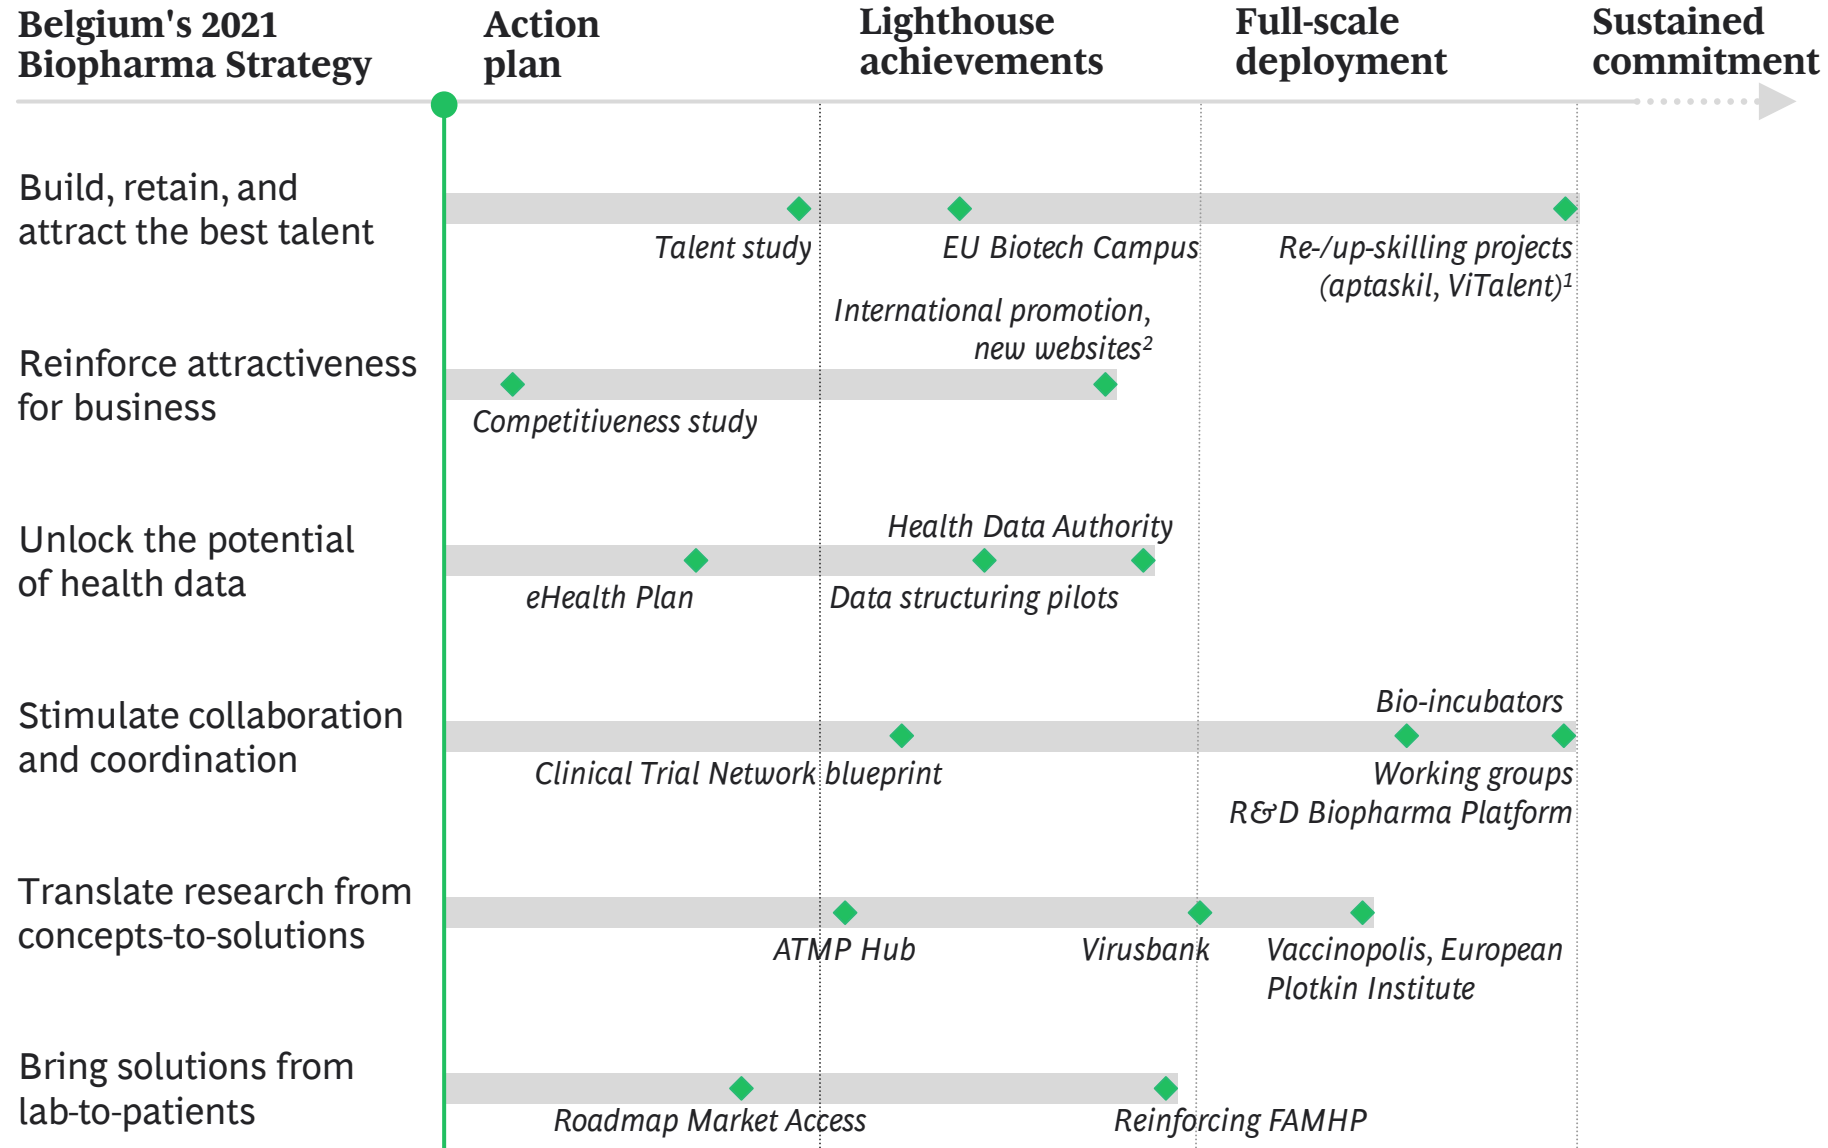 Belgium's 2021
Biopharma Strategy
Action
plan
Lighthouse
achievements
Full-scale
deployment
Sustained
commitment
Build, retain, and
attract the best talent
Talent study
EU Biotech Campus
Re-/up-skilling projects
(aptaskil, ViTalent)¹
Reinforce attractiveness
for business
International promotion,
new websites²
Competitiveness study
Unlock the potential
of health data
Health Data Authority
eHealth Plan
Data structuring pilots
Stimulate collaboration
and coordination
Bio-incubators
Clinical Trial Network blueprint
Working groups
R&D Biopharma Platform
Translate research from
concepts-to-solutions
ATMP Hub
Virusbank
Vaccinopolis, European
Plotkin Institute
Bring solutions from
lab-to-patients
Roadmap Market Access
Reinforcing FAMHP